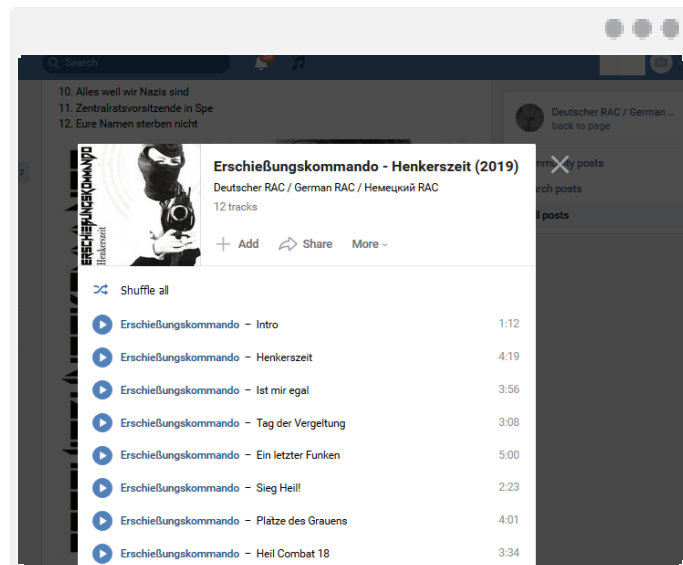 Search
10. Alles weil wir Nazis sind
11. Zentralratsvorsitzende in Spe
12. Eure Namen sterben nicht
Deutscher RAC / German ...
back to page
posts
posts
posts
7
ERSCHIEßUNGSKOMMANDO
Henkerszeit
Erschießungskommando - Henkerszeit (2019)
Deutscher RAC / German RAC / Немецкий RAC
12 tracks
Add
Share
More
Shuffle all
Erschießungskommando – Intro 1:12
Erschießungskommando – Henkerszeit 4:19
Erschießungskommando – Ist mir egal 3:56
Erschießungskommando – Tag der Vergeltung 3:08
Erschießungskommando – Ein letzter Funken 5:00
Erschießungskommando – Sieg Heil! 2:23
Erschießungskommando – Plätze des Grauens 4:01
Erschießungskommando – Heil Combat 18 3:34